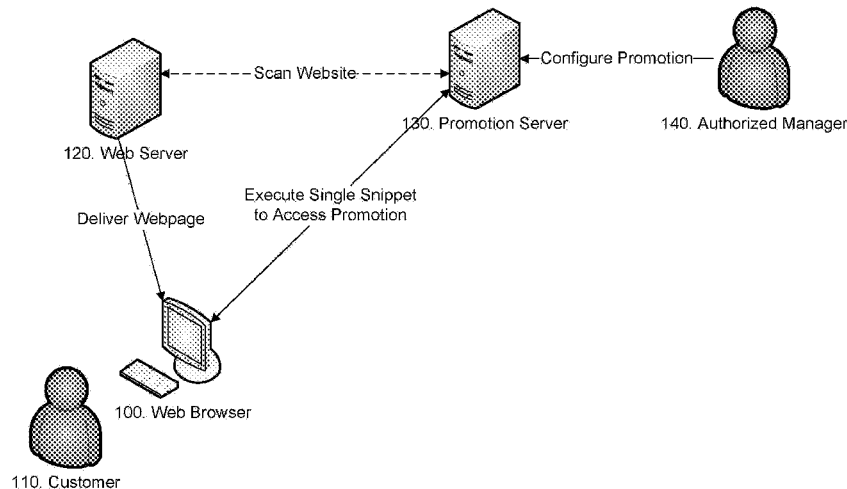 Scan Website
Configure Promotion
120. Web Server
130. Promotion Server
140. Authorized Manager
Execute Single Snippet
to Access Promotion
Deliver Webpage
100. Web Browser
110. Customer